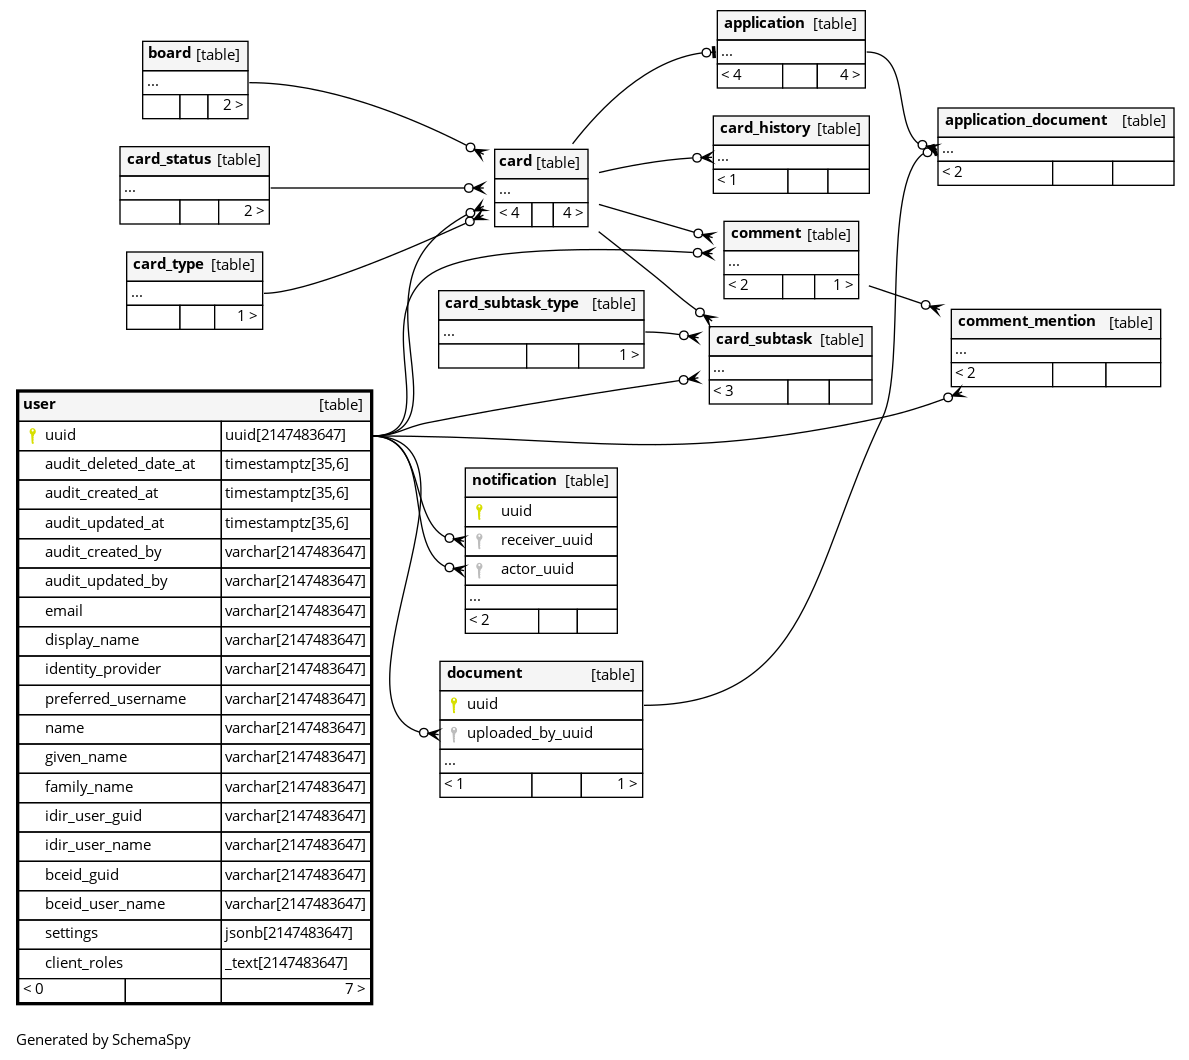 application [table]
...
< 4 4 >
board [table]
...
2 >
card_history [table]
...
< 1
application_document [table]
...
< 2
card_status [table]
...
2 >
card [table]
...
< 4 4 >
comment [table]
...
< 2 1 >
card_type [table]
...
1 >
card_subtask_type [table]
...
1 >
card_subtask [table]
...
< 3
comment_mention [table]
...
< 2
user [table]
uuid uuid[2147483647]
audit_deleted_date_at timestamptz[35,6]
audit_created_at timestamptz[35,6]
audit_updated_at timestamptz[35,6]
audit_created_by varchar[2147483647]
audit_updated_by varchar[2147483647]
email varchar[2147483647]
display_name varchar[2147483647]
identity_provider varchar[2147483647]
preferred_username varchar[2147483647]
name varchar[2147483647]
given_name varchar[2147483647]
family_name varchar[2147483647]
idir_user_guid varchar[2147483647]
idir_user_name varchar[2147483647]
bceid_guid varchar[2147483647]
bceid_user_name varchar[2147483647]
settings jsonb[2147483647]
client_roles _text[2147483647]
< 0 7 >
notification [table]
uuid
receiver_uuid
actor_uuid
...
< 2
document [table]
uuid
uploaded_by_uuid
...
< 1 1 >
Generated by SchemaSpy